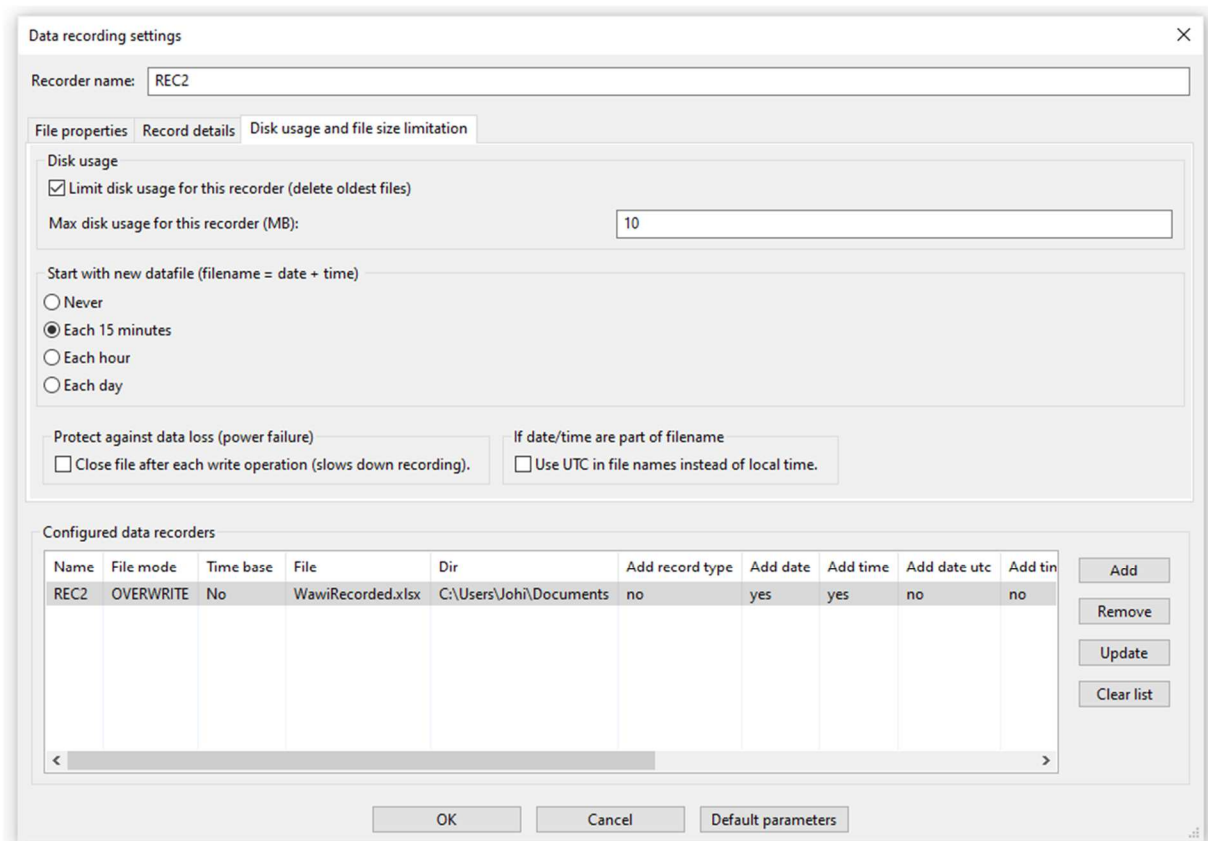 Data recording settings
Recorder name: REC2
File properties Record details Disk usage and file size limitation
Disk usage
Limit disk usage for this recorder (delete oldest files)
Max disk usage for this recorder (MB): 10
Start with new datafile (filename = date + time)
Never
Each 15 minutes
Each hour
Each day
Protect against data loss (power failure) If date/time are part of filename
Close file after each write operation (slows down recording). Use UTC in file names instead of local time.
Configured data recorders
Name File mode Time base File Dir Add record type Add date Add time Add date utc Add tin
REC2 OVERWRITE No WawiRecorded.xlsx C:\Users\Johi\Documents no yes yes no no
Add
Remove
Update
Clear list
OK Cancel Default parameters